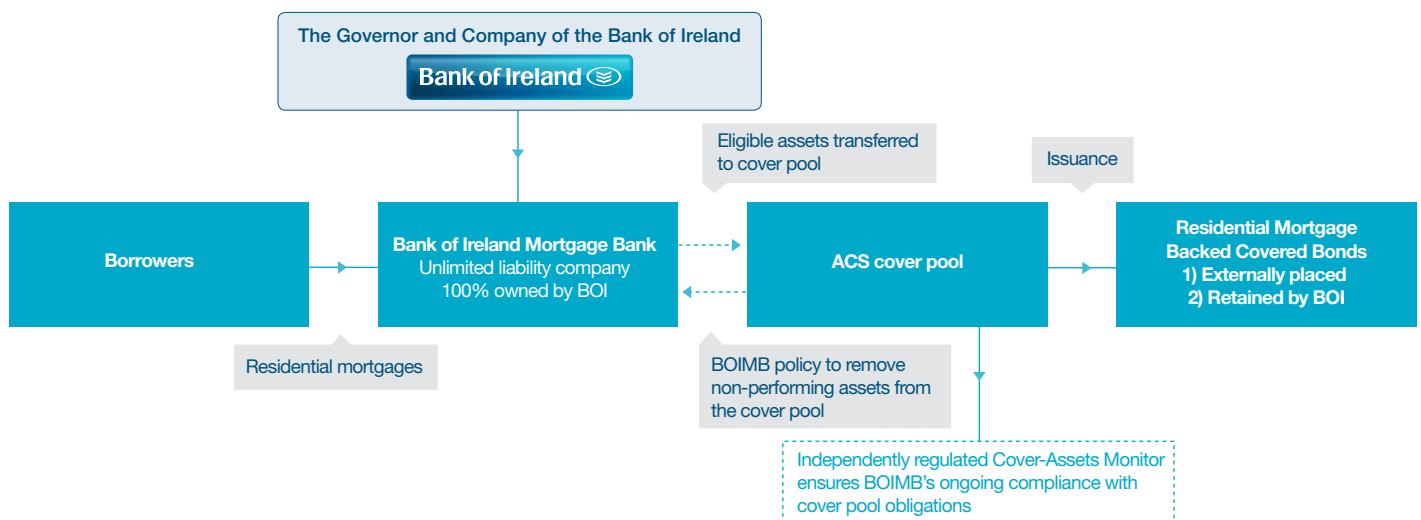 The Governor and Company of the Bank of Ireland
Bank of Ireland
Eligible assets transferred
to cover pool
Issuance
Borrowers
Bank of Ireland Mortgage Bank
Unlimited liability company
100% owned by BOI
ACS cover pool
Residential Mortgage
Backed Covered Bonds
1) Externally placed
2) Retained by BOI
Residential mortgages
BOIMB policy to remove
non-performing assets from
the cover pool
Independently regulated Cover-Assets Monitor
ensures BOIMB's ongoing compliance with
cover pool obligations